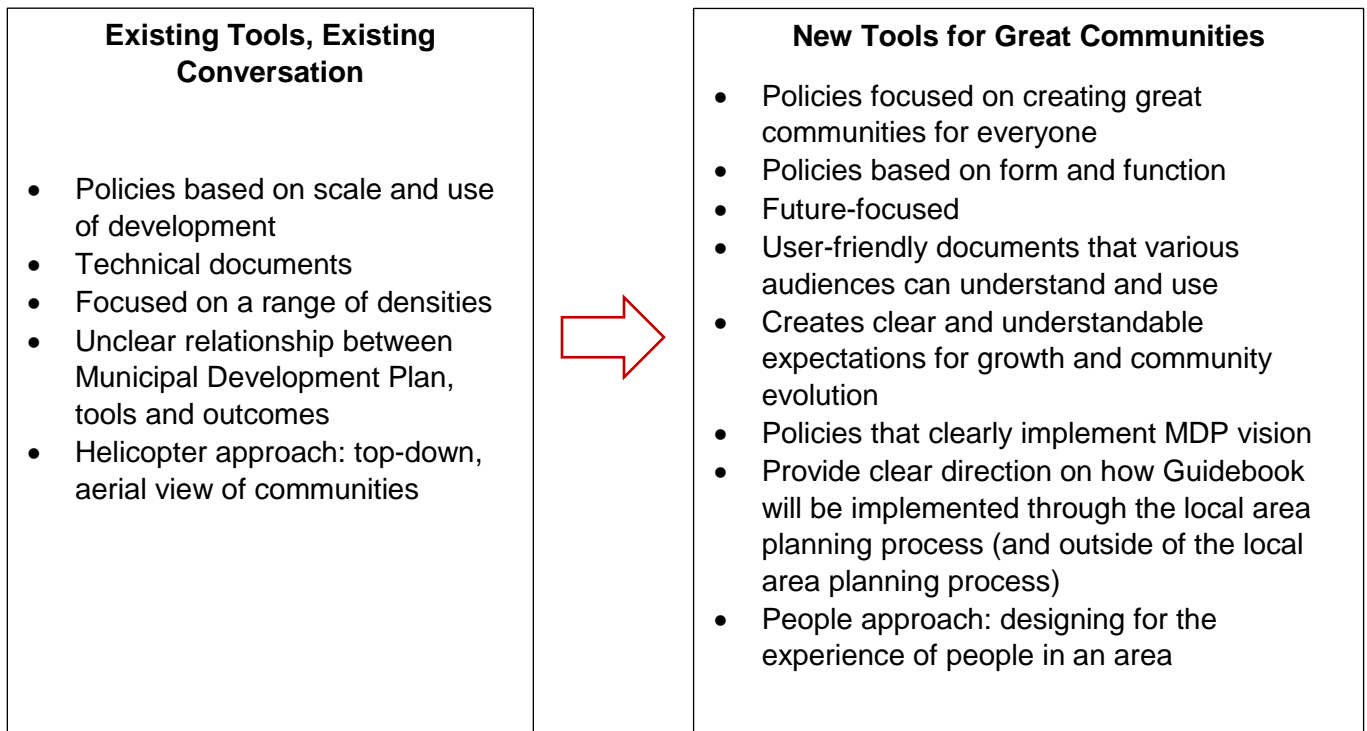 Existing Tools, Existing
Conversation
• Policies based on scale and use
of development
• Technical documents
• Focused on a range of densities
• Unclear relationship between
Municipal Development Plan,
tools and outcomes
• Helicopter approach: top-down,
aerial view of communities
New Tools for Great Communities
• Policies focused on creating great
communities for everyone
• Policies based on form and function
• Future-focused
• User-friendly documents that various
audiences can understand and use
• Creates clear and understandable
expectations for growth and community
evolution
• Policies that clearly implement MDP vision
• Provide clear direction on how Guidebook
will be implemented through the local area
planning process (and outside of the local
area planning process)
• People approach: designing for the
experience of people in an area